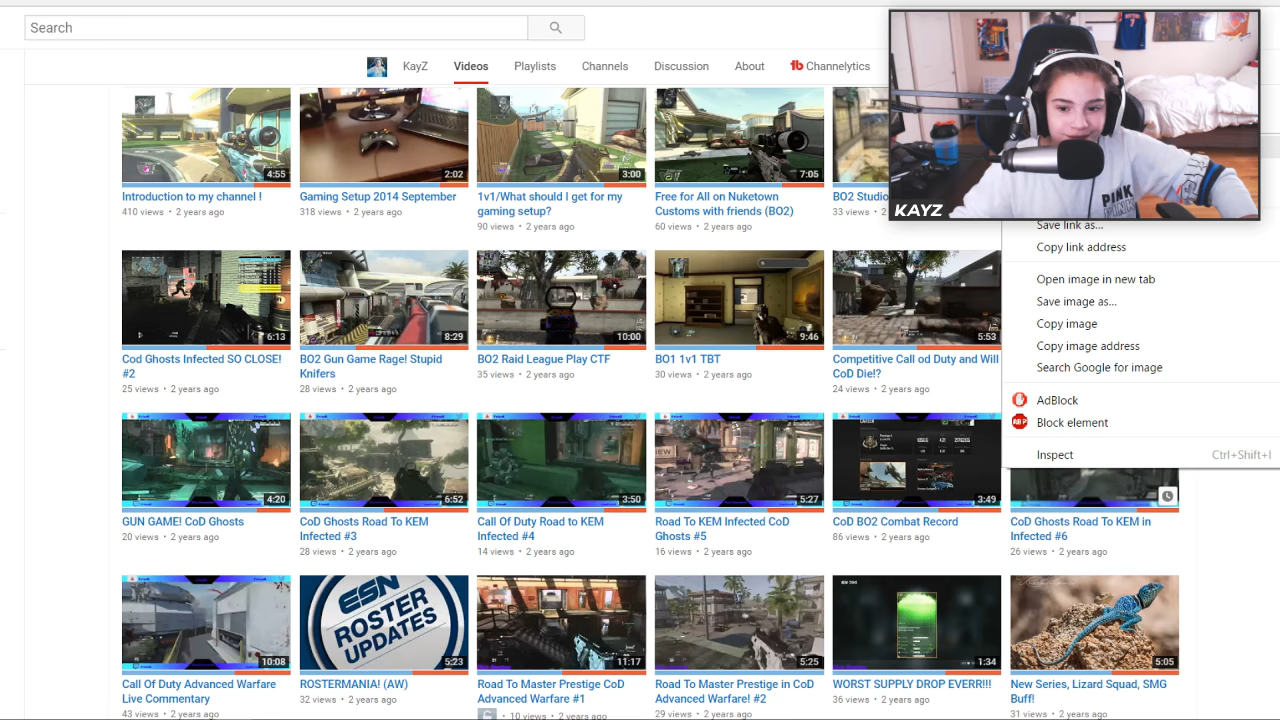 Search
KayZ Videos Playlists Channels Discussion About Channelytics
KAYZ
PINK
4:55
2:02
3:00
7:05
Introduction to my channel !
410 views • 2 years ago
Gaming Setup 2014 September
318 views • 2 years ago
1v1/What should I get for my
gaming setup?
90 views • 2 years ago
Free for All on Nuketown
Customs with friends (BO2)
60 views • 2 years ago
BO2 Studio
33 views • 2
Save link as...
Copy link address
Open image in new tab
Save image as...
Copy image
Copy image address
Search Google for image
AdBlock
ABP Block element
Inspect Ctrl+Shift+I
6:13
8:29
10:00
9:46
5:53
Cod Ghosts Infected SO CLOSE!
#2
25 views • 2 years ago
BO2 Gun Game Rage! Stupid
Knifers
28 views • 2 years ago
BO2 Raid League Play CTF
35 views • 2 years ago
BO1 1v1 TBT
30 views • 2 years ago
Competitive Call od Duty and Will
CoD Die!?
24 views • 2 years ago
4:20
6:52
3:50
5:27
3:49
GUN GAME! CoD Ghosts
20 views • 2 years ago
CoD Ghosts Road To KEM
Infected #3
28 views • 2 years ago
Call Of Duty Road to KEM
Infected #4
14 views • 2 years ago
Road To KEM Infected CoD
Ghosts #5
16 views • 2 years ago
CoD BO2 Combat Record
86 views • 2 years ago
CoD Ghosts Road To KEM in
Infected #6
26 views • 2 years ago
10:08
ESN
ROSTER
UPDATES
5:23
11:17
5:25
1:34
5:05
Call Of Duty Advanced Warfare
Live Commentary
43 views • 2 years ago
ROSTERMANIA! (AW)
32 views • 2 years ago
Road To Master Prestige CoD
Advanced Warfare #1
10 views • 2 years ago
Road To Master Prestige in CoD
Advanced Warfare! #2
29 views • 2 years ago
WORST SUPPLY DROP EVERR!!!
36 views • 2 years ago
New Series, Lizard Squad, SMG
Buff!
31 views • 2 years ago